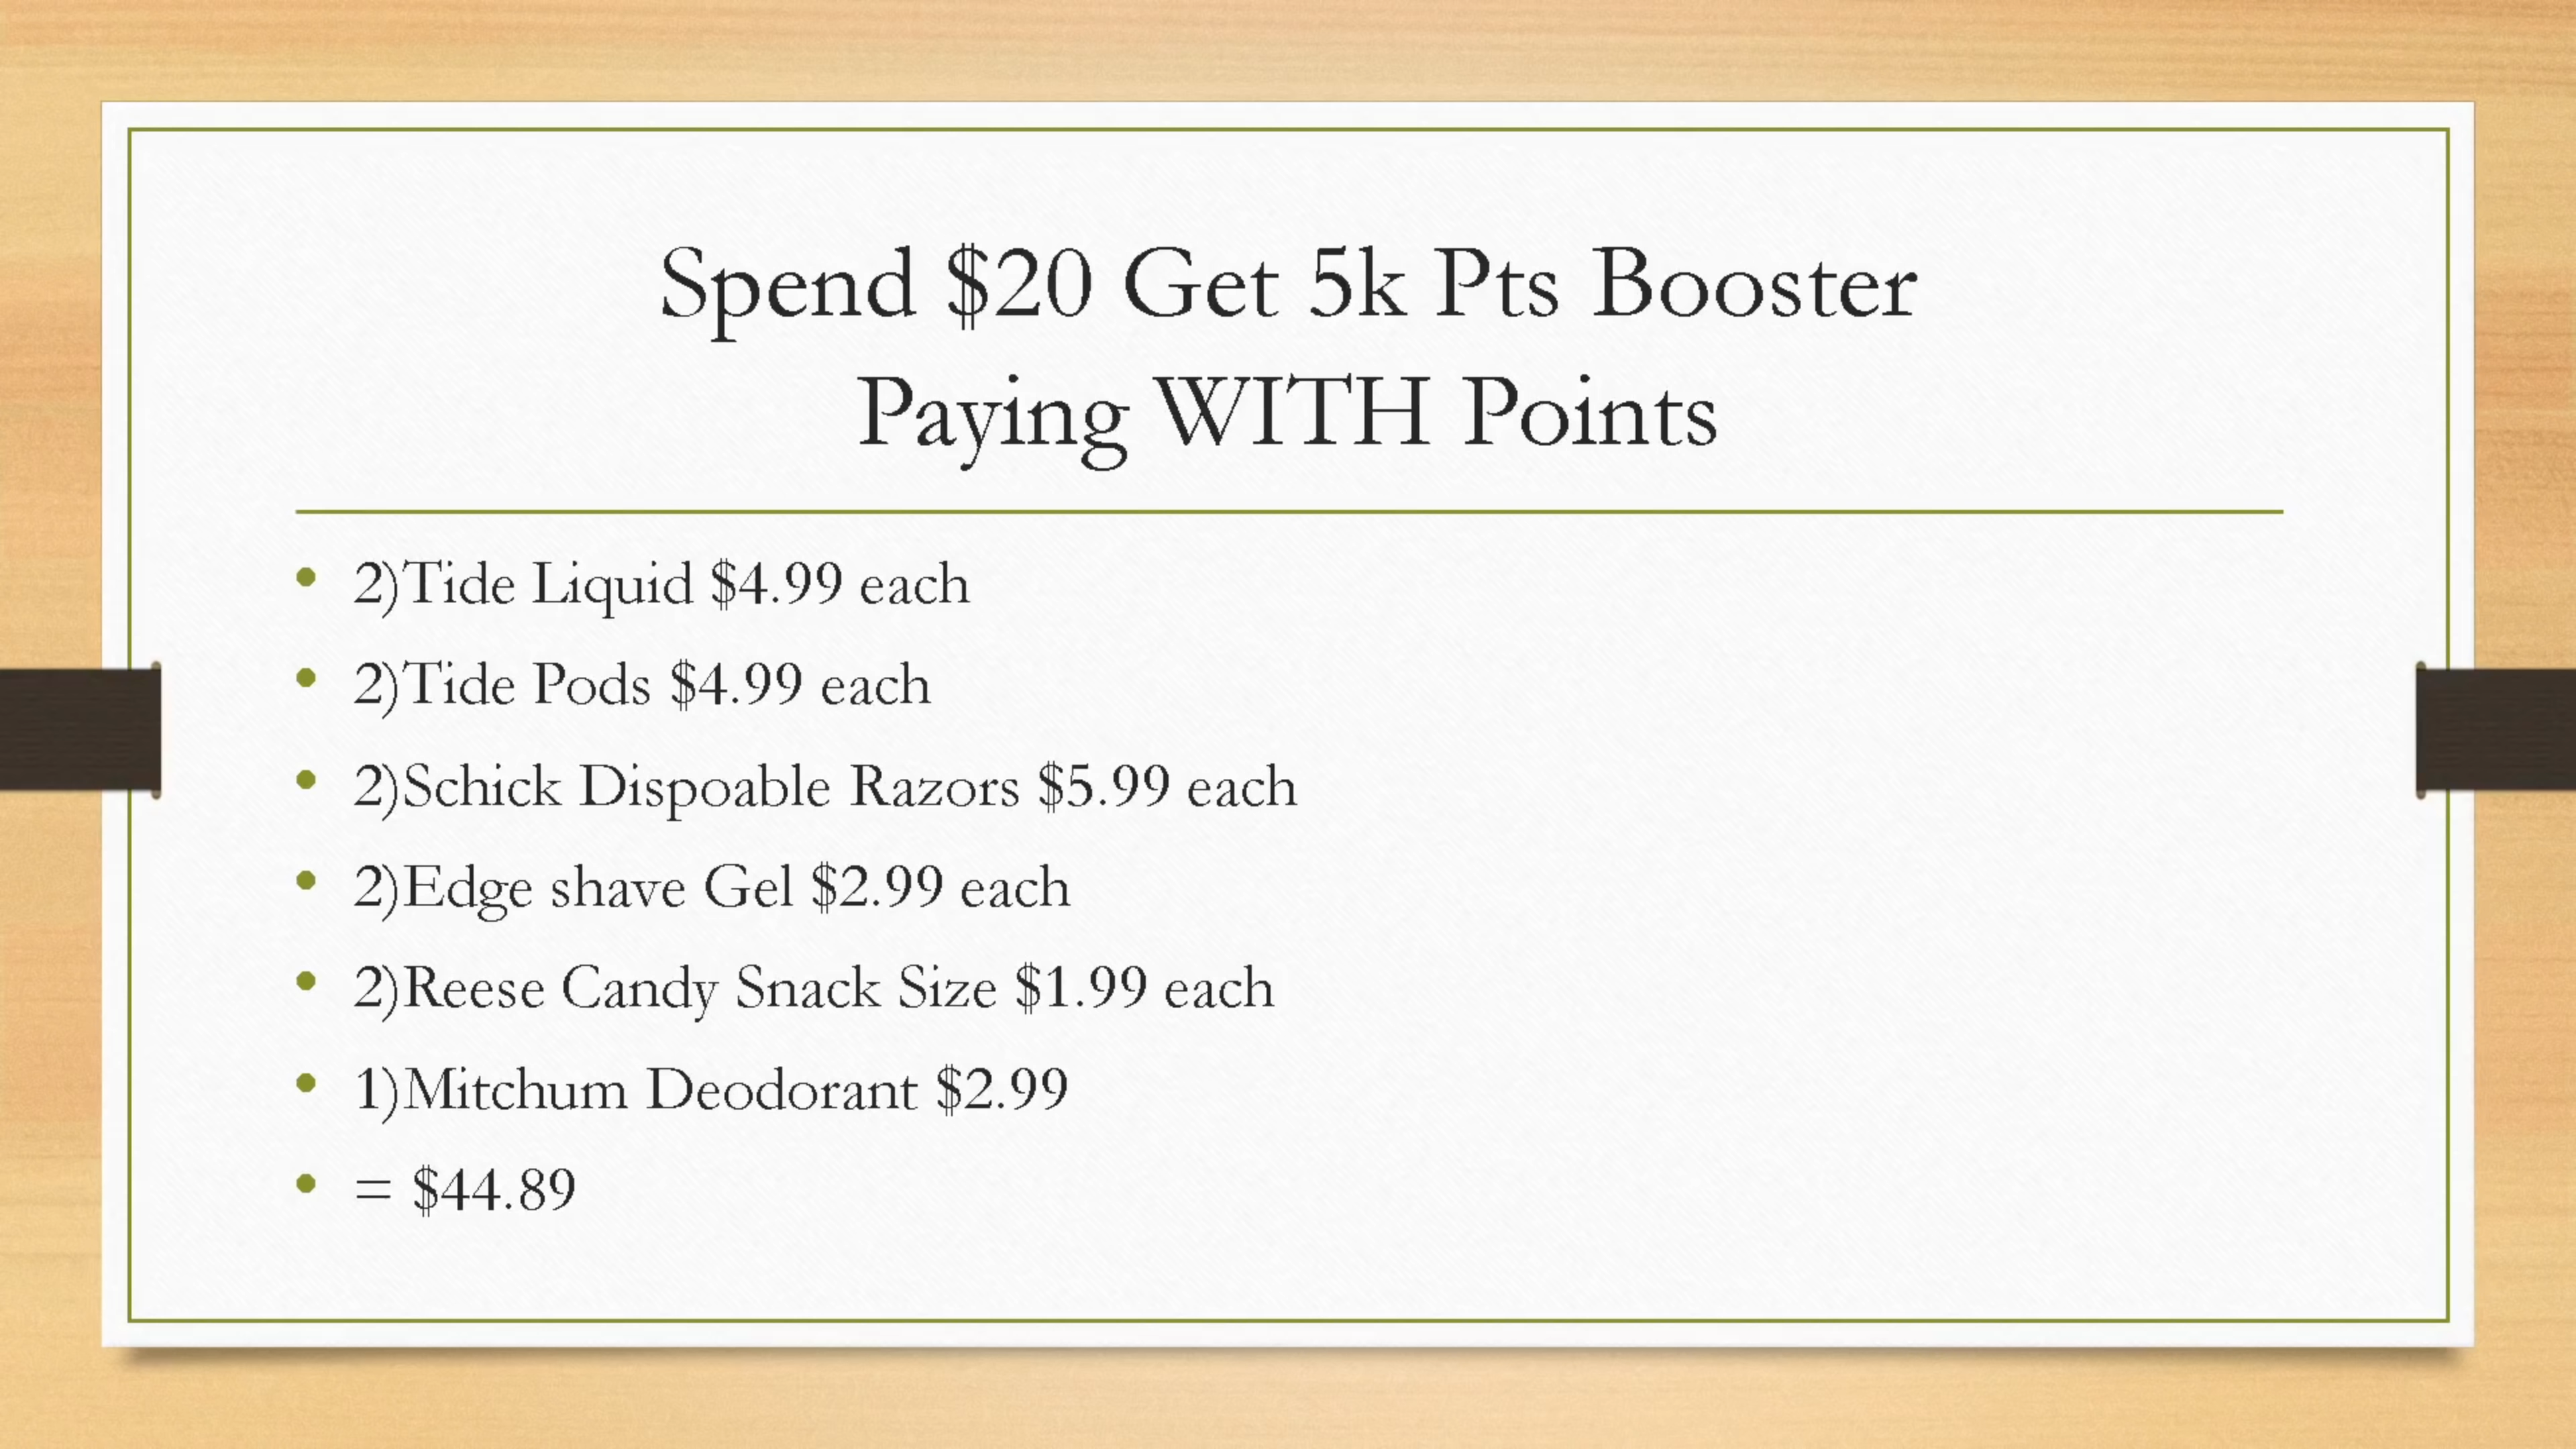 Spend $20 Get 5k Pts Booster
Paying WITH Points
• 2)Tide Liquid $4.99 each
• 2)Tide Pods $4.99 each
• 2)Schick Dispoable Razors $5.99 each
• 2)Edge shave Gel $2.99 each
• 2)Reese Candy Snack Size $1.99 each
• 1)Mitchum Deodorant $2.99
• = $44.89